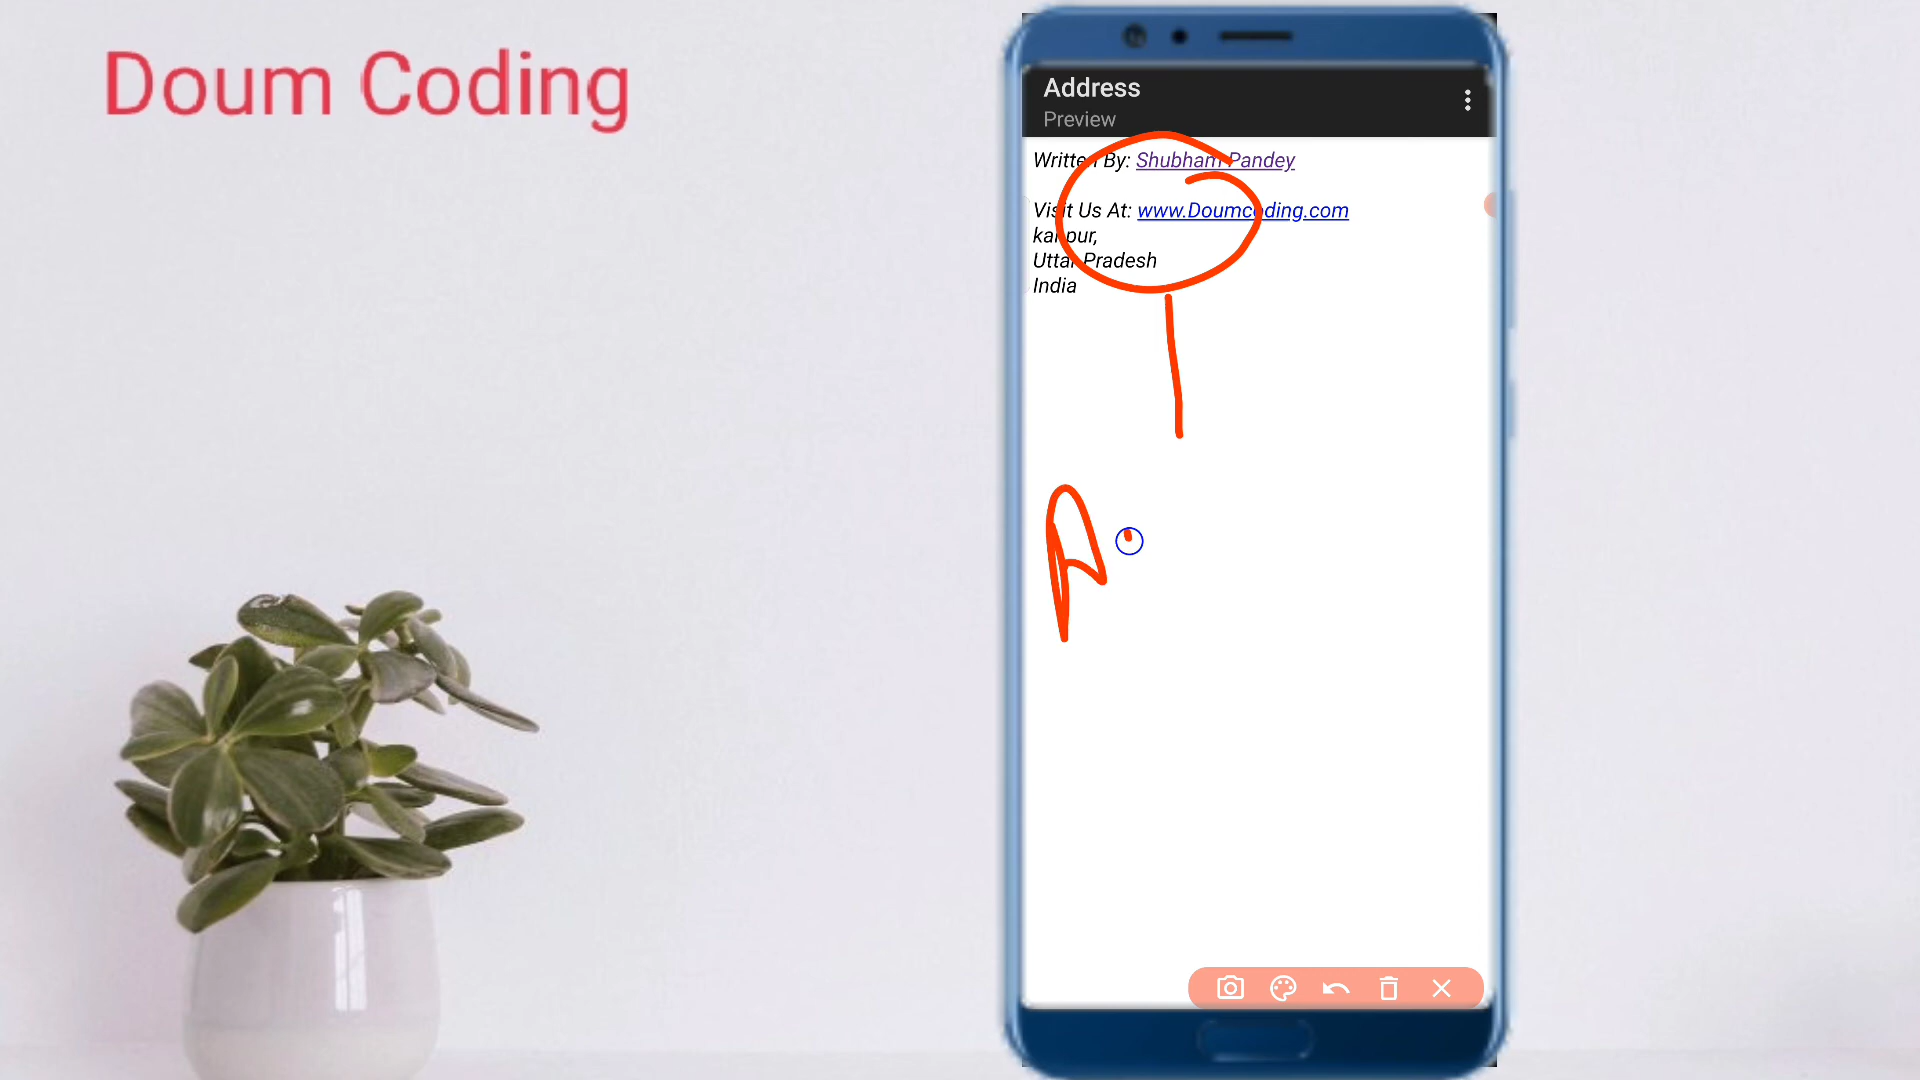 Doum Coding
Address
Preview
Written By: Shubham Pandey
Visit Us At: www.Doumcoding.com
kanpur,
Uttar Pradesh
India
A